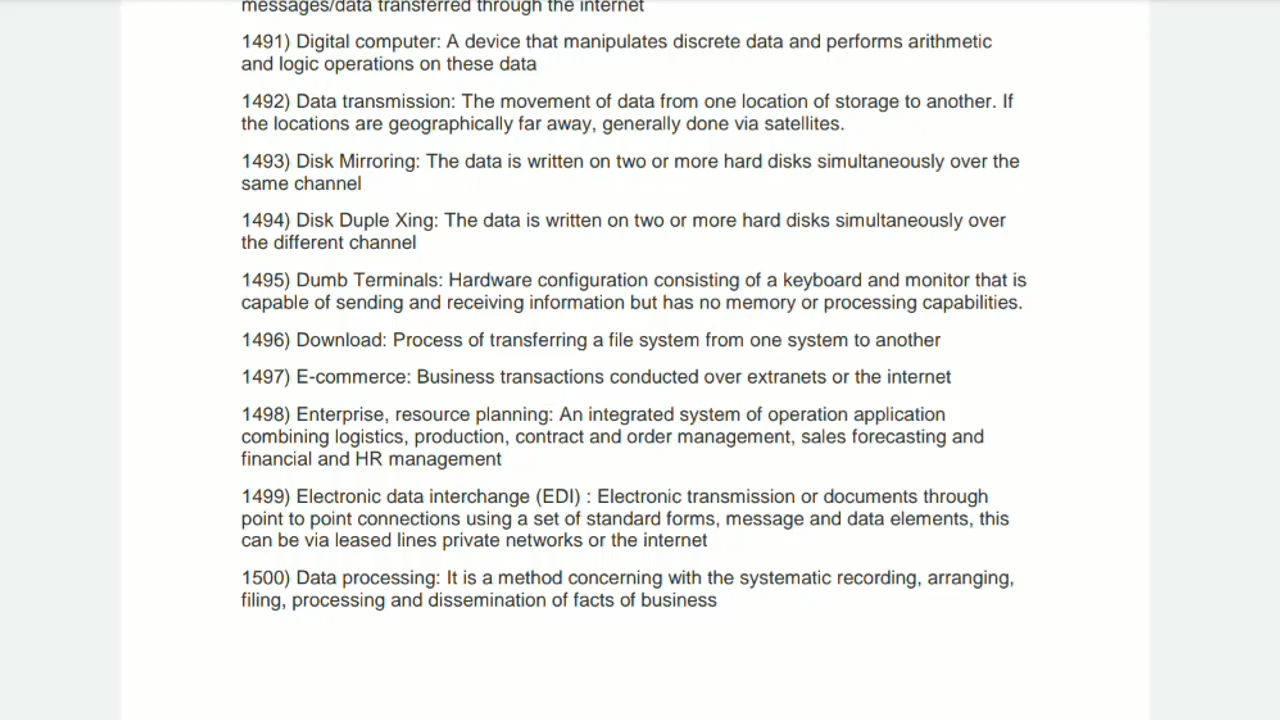 messages/data transferred through the internet
1491) Digital computer: A device that manipulates discrete data and performs arithmetic
and logic operations on these data
1492) Data transmission: The movement of data from one location of storage to another. If
the locations are geographically far away, generally done via satellites.
1493) Disk Mirroring: The data is written on two or more hard disks simultaneously over the
same channel
1494) Disk Duple Xing: The data is written on two or more hard disks simultaneously over
the different channel
1495) Dumb Terminals: Hardware configuration consisting of a keyboard and monitor that is
capable of sending and receiving information but has no memory or processing capabilities.
1496) Download: Process of transferring a file system from one system to another
1497) E-commerce: Business transactions conducted over extranets or the internet
1498) Enterprise, resource planning: An integrated system of operation application
combining logistics, production, contract and order management, sales forecasting and
financial and HR management
1499) Electronic data interchange (EDI) : Electronic transmission or documents through
point to point connections using a set of standard forms, message and data elements, this
can be via leased lines private networks or the internet
1500) Data processing: It is a method concerning with the systematic recording, arranging,
filing, processing and dissemination of facts of business